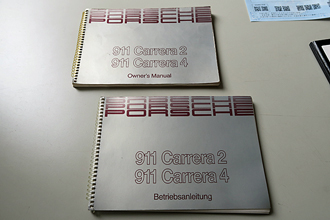 PORSCHE
911 Carrera 2
911 Carrera 4
Owner's Manual
PORSCHE
911 Carrera 2
911 Carrera 4
Betriebsanleitung